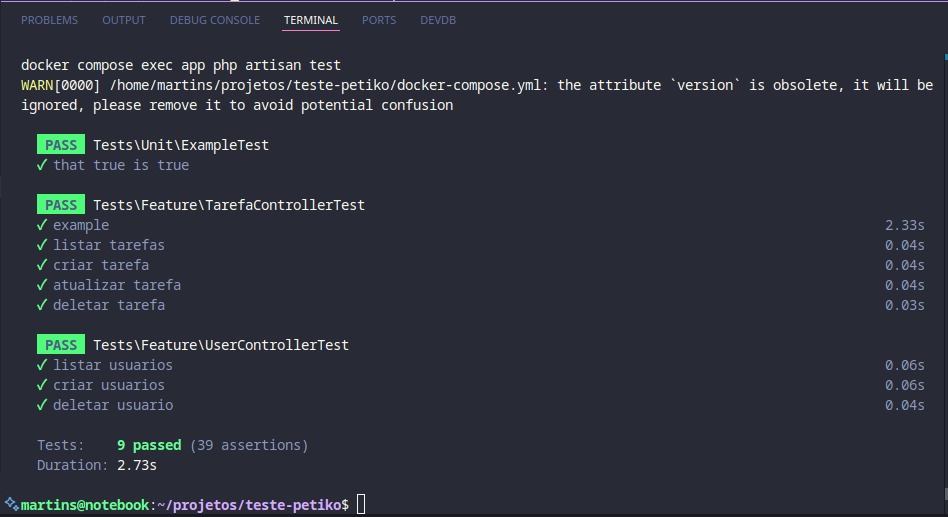 PROBLEMS OUTPUT DEBUG CONSOLE TERMINAL PORTS DEVDB
docker compose exec app php artisan test
WARN[0000] /home/martins/projetos/teste-petiko/docker-compose.yml: the attribute `version` is obsolete, it will be
ignored, please remove it to avoid potential confusion
PASS Tests\Unit\ExampleTest
✓ that true is true
PASS Tests\Feature\TarefaControllerTest
✓ example 2.33s
✓ listar tarefas 0.04s
✓ criar tarefa 0.04s
✓ atualizar tarefa 0.04s
✓ deletar tarefa 0.03s
PASS Tests\Feature\UserControllerTest
✓ listar usuarios 0.06s
✓ criar usuarios 0.06s
✓ deletar usuario 0.04s
Tests: 9 passed (39 assertions)
Duration: 2.73s
martins@notebook:~/projetos/teste-petiko$